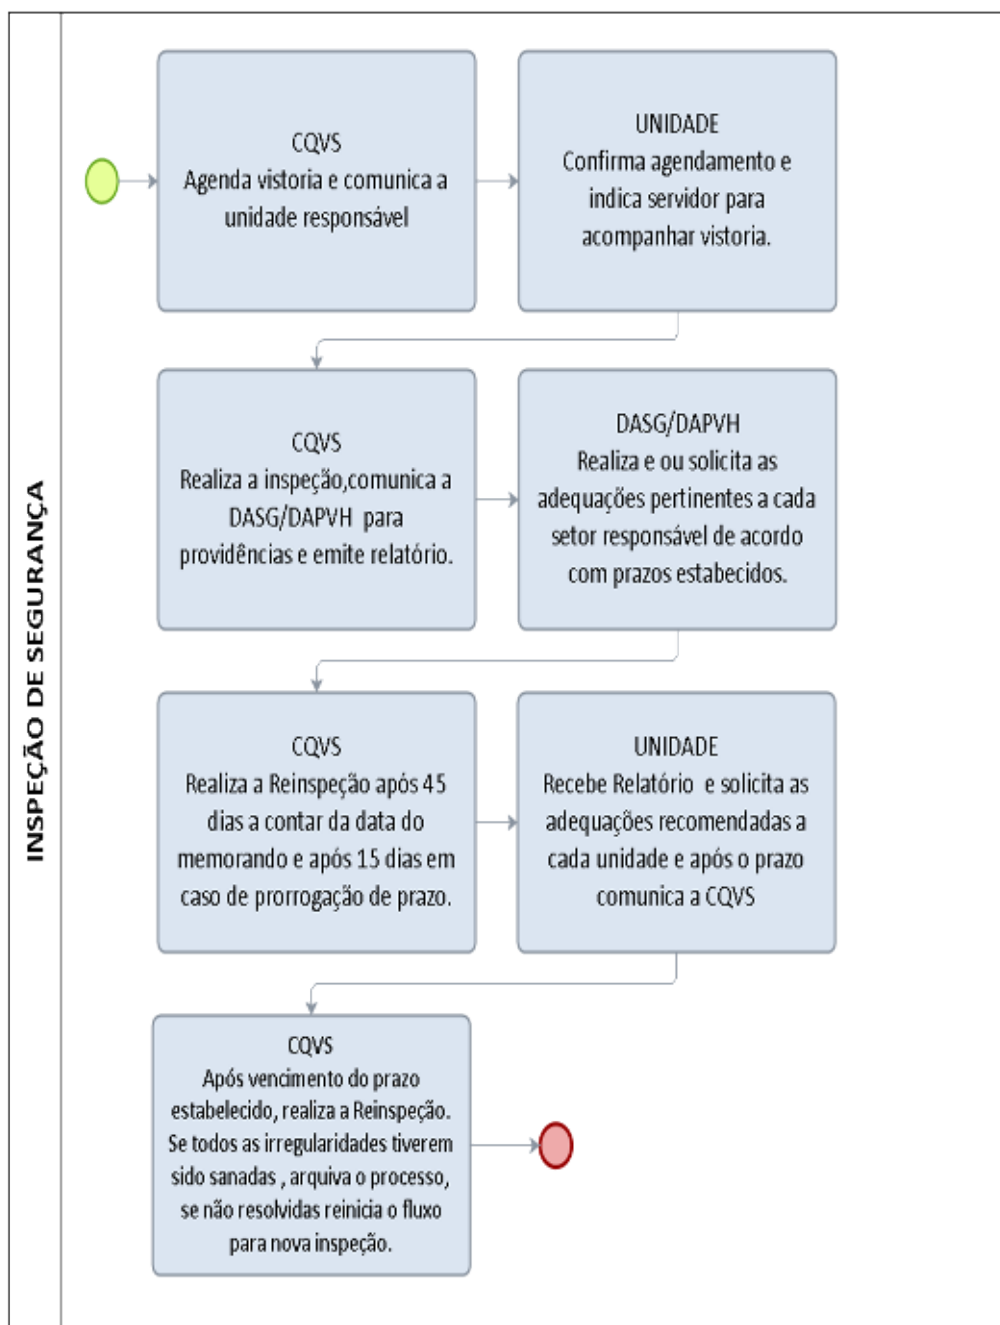 INSPEÇÃO DE SEGURANÇA
CQVS
Agenda vistoria e comunica a
unidade responsável
UNIDADE
Confirma agendamento e
indica servidor para
acompanhar vistoria.
CQVS
Realiza a inspeção,comunica a
DASG/DAPVH para
providências e emite relatório.
DASG/DAPVH
Realiza e ou solicita as
adequações pertinentes a cada
setor responsável de acordo
com prazos estabecidos.
CQVS
Realiza a Reinspeção após 45
dias a contar da data do
memorando e após 15 dias em
caso de prorrogação de prazo.
UNIDADE
Recebe Relatório e solicita as
adequações recomendadas a
cada unidade e após o prazo
comunica a CQVS
CQVS
Após vencimento do prazo
estabelecido, realiza a Reinspeção.
Se todos as irregularidades tiverem
sido sanadas , arquiva o processo,
se não resolvidas reinicia o fluxo
para nova inspeção.